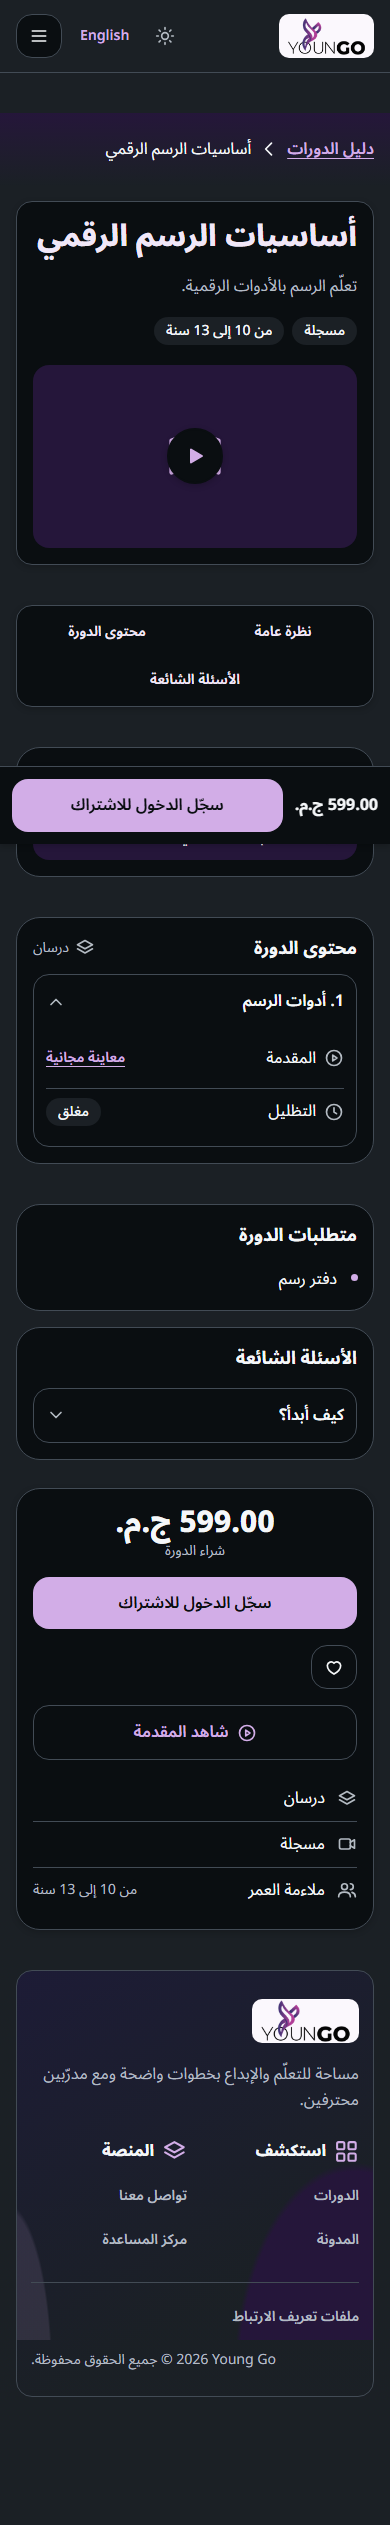 YOUNGO
English
دليل الدورات
أساسيات الرسم الرقمي
أساسيات الرسم الرقمي
تعلّم الرسم بالأدوات الرقمية.
مسجلة
من 10 إلى 13 سنة
نظرة عامة
محتوى الدورة
الأسئلة الشائعة
599.00 ج.م.
سجّل الدخول للاشتراك
محتوى الدورة
درسان
1. أدوات الرسم
المقدمة
معاينة مجانية
التظليل
مغلق
متطلبات الدورة
دفتر رسم
الأسئلة الشائعة
كيف أبدأ؟
599.00 ج.م.
شراء الدورة
سجّل الدخول للاشتراك
شاهد المقدمة
درسان
مسجلة
ملاءمة العمر
من 10 إلى 13 سنة
YOUNGO
مساحة للتعلّم والإبداع بخطوات واضحة ومع مدرّبين
محترفين.
استكشف
المنصة
الدورات
تواصل معنا
المدونة
مركز المساعدة
ملفات تعريف الارتباط
© 2026 Young Go جميع الحقوق محفوظة.